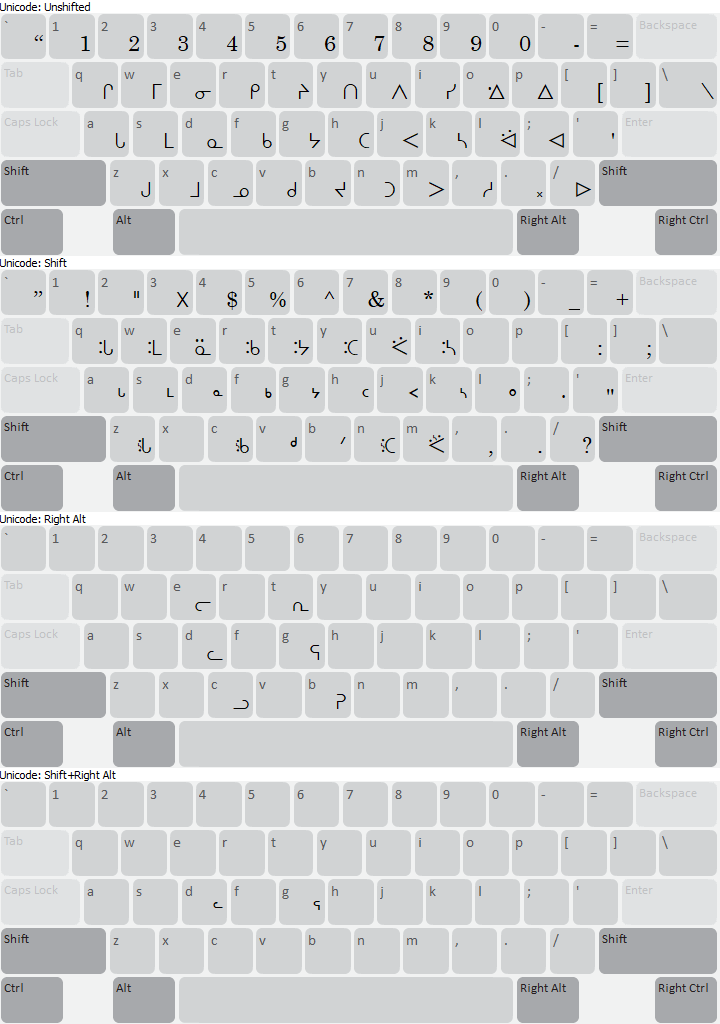 Unicode: Unshifted
` “ 1 1 2 2 3 3 4 4 5 5 6 6 7 7 8 8 9 9 0 0 - - = = Backspace
Tab q ᒋ w ᒥ e ᓂ r ᑭ t ᔨ y ᑎ u ᐱ i ᓯ o ᐄ p ᐃ [ [ ] ] \ \
Caps Lock a ᒐ s ᒪ d ᓇ f ᑲ g ᔭ h ᑕ j ᐸ k ᓴ l ᐛ ; ᐊ ' ' Enter
Shift z ᒍ x ᒧ c ᓄ v ᑯ b ᔪ n ᑐ m ᐳ , ᓱ . ᙮ / ᐅ Shift
Ctrl Alt Right Alt Right Ctrl
Unicode: Shift
` ” 1 ! 2 " 3 X 4 $ 5 % 6 ^ 7 & 8 * 9 ( 0 ) - _ = + Backspace
Tab q ᒛ w ᒺ e ᓏ r ᑿ t ᔻ y ᑥ u ᑈ i ᔄ o p [ : ] ; \
Caps Lock a ᒡ s ᒻ d ᓐ f ᒃ g ᔾ h ᑦ j ᑉ k ᔅ l ᐤ ; ᐧ ' " Enter
Shift z ᔏ x c ᔎ v ᒄ b ᐟ n ᔍ m ᔌ , , . . / ? Shift
Ctrl Alt Right Alt Right Ctrl
Unicode: Right Alt
` 1 2 3 4 5 6 7 8 9 0 - = Backspace
Tab q w e ᓕ r t ᕆ y u i o p [ ] \
Caps Lock a s d ᓚ f g ᕋ h j k l ; ' Enter
Shift z x c ᓗ v b ᕈ n m , . / Shift
Ctrl Alt Right Alt Right Ctrl
Unicode: Shift+Right Alt
` 1 2 3 4 5 6 7 8 9 0 - = Backspace
Tab q w e r t y u i o p [ ] \
Caps Lock a s d ᓪ f g ᕐ h j k l ; ' Enter
Shift z x c v b n m , . / Shift
Ctrl Alt Right Alt Right Ctrl